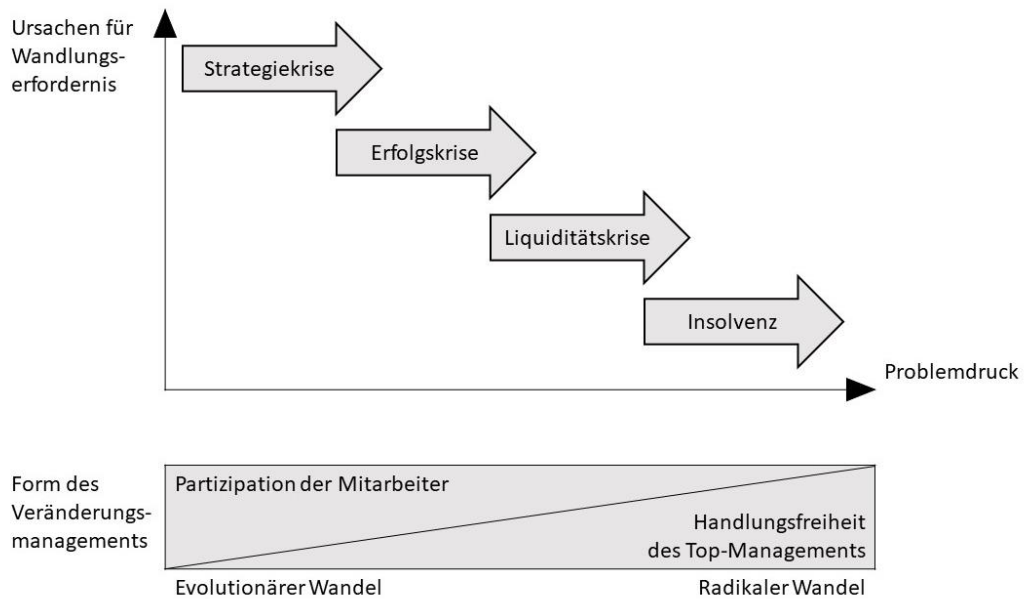 Ursachen für
Wandlungs-
erfordernis
Strategiekrise
Erfolgskrise
Liquiditätskrise
Insolvenz
Problemdruck
Form des
Veränderungs-
managements
Partizipation der Mitarbeiter
Handlungsfreiheit
des Top-Managements
Evolutionärer Wandel
Radikaler Wandel